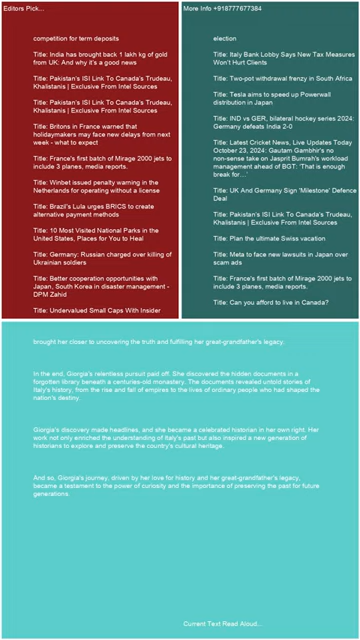 Editors Pick...
competition for term deposits
Title: India has brought back 1 lakh kg of gold
from UK: And why it's a good news
Title: Pakistan's ISI Link To Canada's Trudeau,
Khalistanis | Exclusive From Intel Sources
Title: Pakistan's ISI Link To Canada's Trudeau,
Khalistanis | Exclusive From Intel Sources
Title: Britons in France warned that
holidaymakers may face new delays from next
week - what to expect
Title: France's first batch of Mirage 2000 jets to
include 3 planes, media reports.
Title: Winbet issued penalty warning in the
Netherlands for operating without a license
Title: Brazil's Lula urges BRICS to create
alternative payment methods
Title: 10 Most Visited National Parks in the
United States, Places for You to Heal
Title: Germany: Russian charged over killing of
Ukrainian soldiers
Title: Better cooperation opportunities with
Japan, South Korea in disaster management -
DPM Zahid
Title: Undervalued Small Caps With Insider
More Info +918777677384
election
Title: Italy Bank Lobby Says New Tax Measures
Won't Hurt Clients
Title: Two-pot withdrawal frenzy in South Africa
Title: Tesla aims to speed up Powerwall
distribution in Japan
Title: IND vs GER, bilateral hockey series 2024:
Germany defeats India 2-0
Title: Latest Cricket News, Live Updates Today
October 23, 2024: Gautam Gambhir's no
non-sense take on Jasprit Bumrah's workload
management ahead of BGT: 'That is enough
break for…'
Title: UK And Germany Sign 'Milestone' Defence
Deal
Title: Pakistan's ISI Link To Canada's Trudeau,
Khalistanis | Exclusive From Intel Sources
Title: Plan the ultimate Swiss vacation
Title: Meta to face new lawsuits in Japan over
scam ads
Title: France's first batch of Mirage 2000 jets to
include 3 planes, media reports.
Title: Can you afford to live in Canada?
brought her closer to uncovering the truth and fulfilling her great-grandfather's legacy.
In the end, Giorgia's relentless pursuit paid off. She discovered the hidden documents in a
forgotten library beneath a centuries-old monastery. The documents revealed untold stories of
Italy's history, from the rise and fall of empires to the lives of ordinary people who had shaped the
nation's destiny.
Giorgia's discovery made headlines, and she became a celebrated historian in her own right. Her
work not only enriched the understanding of Italy's past but also inspired a new generation of
historians to explore and preserve the country's cultural heritage.
And so, Giorgia's journey, driven by her love for history and her great-grandfather's legacy,
became a testament to the power of curiosity and the importance of preserving the past for future
generations.
Current Text Read Aloud...